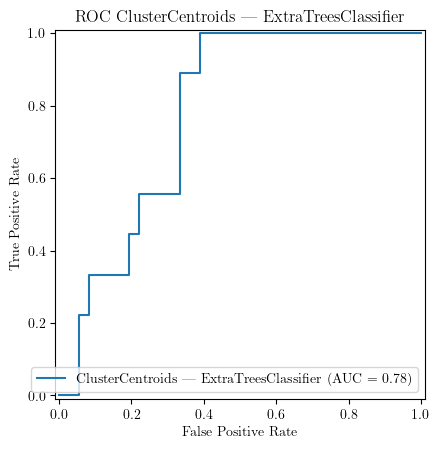 ROC ClusterCentroids — ExtraTreesClassifier
1.0
0.8
0.6
0.4
0.2
0.0
True Positive Rate
ClusterCentroids — ExtraTreesClassifier (AUC = 0.78)
0.0 0.2 0.4 0.6 0.8 1.0
False Positive Rate